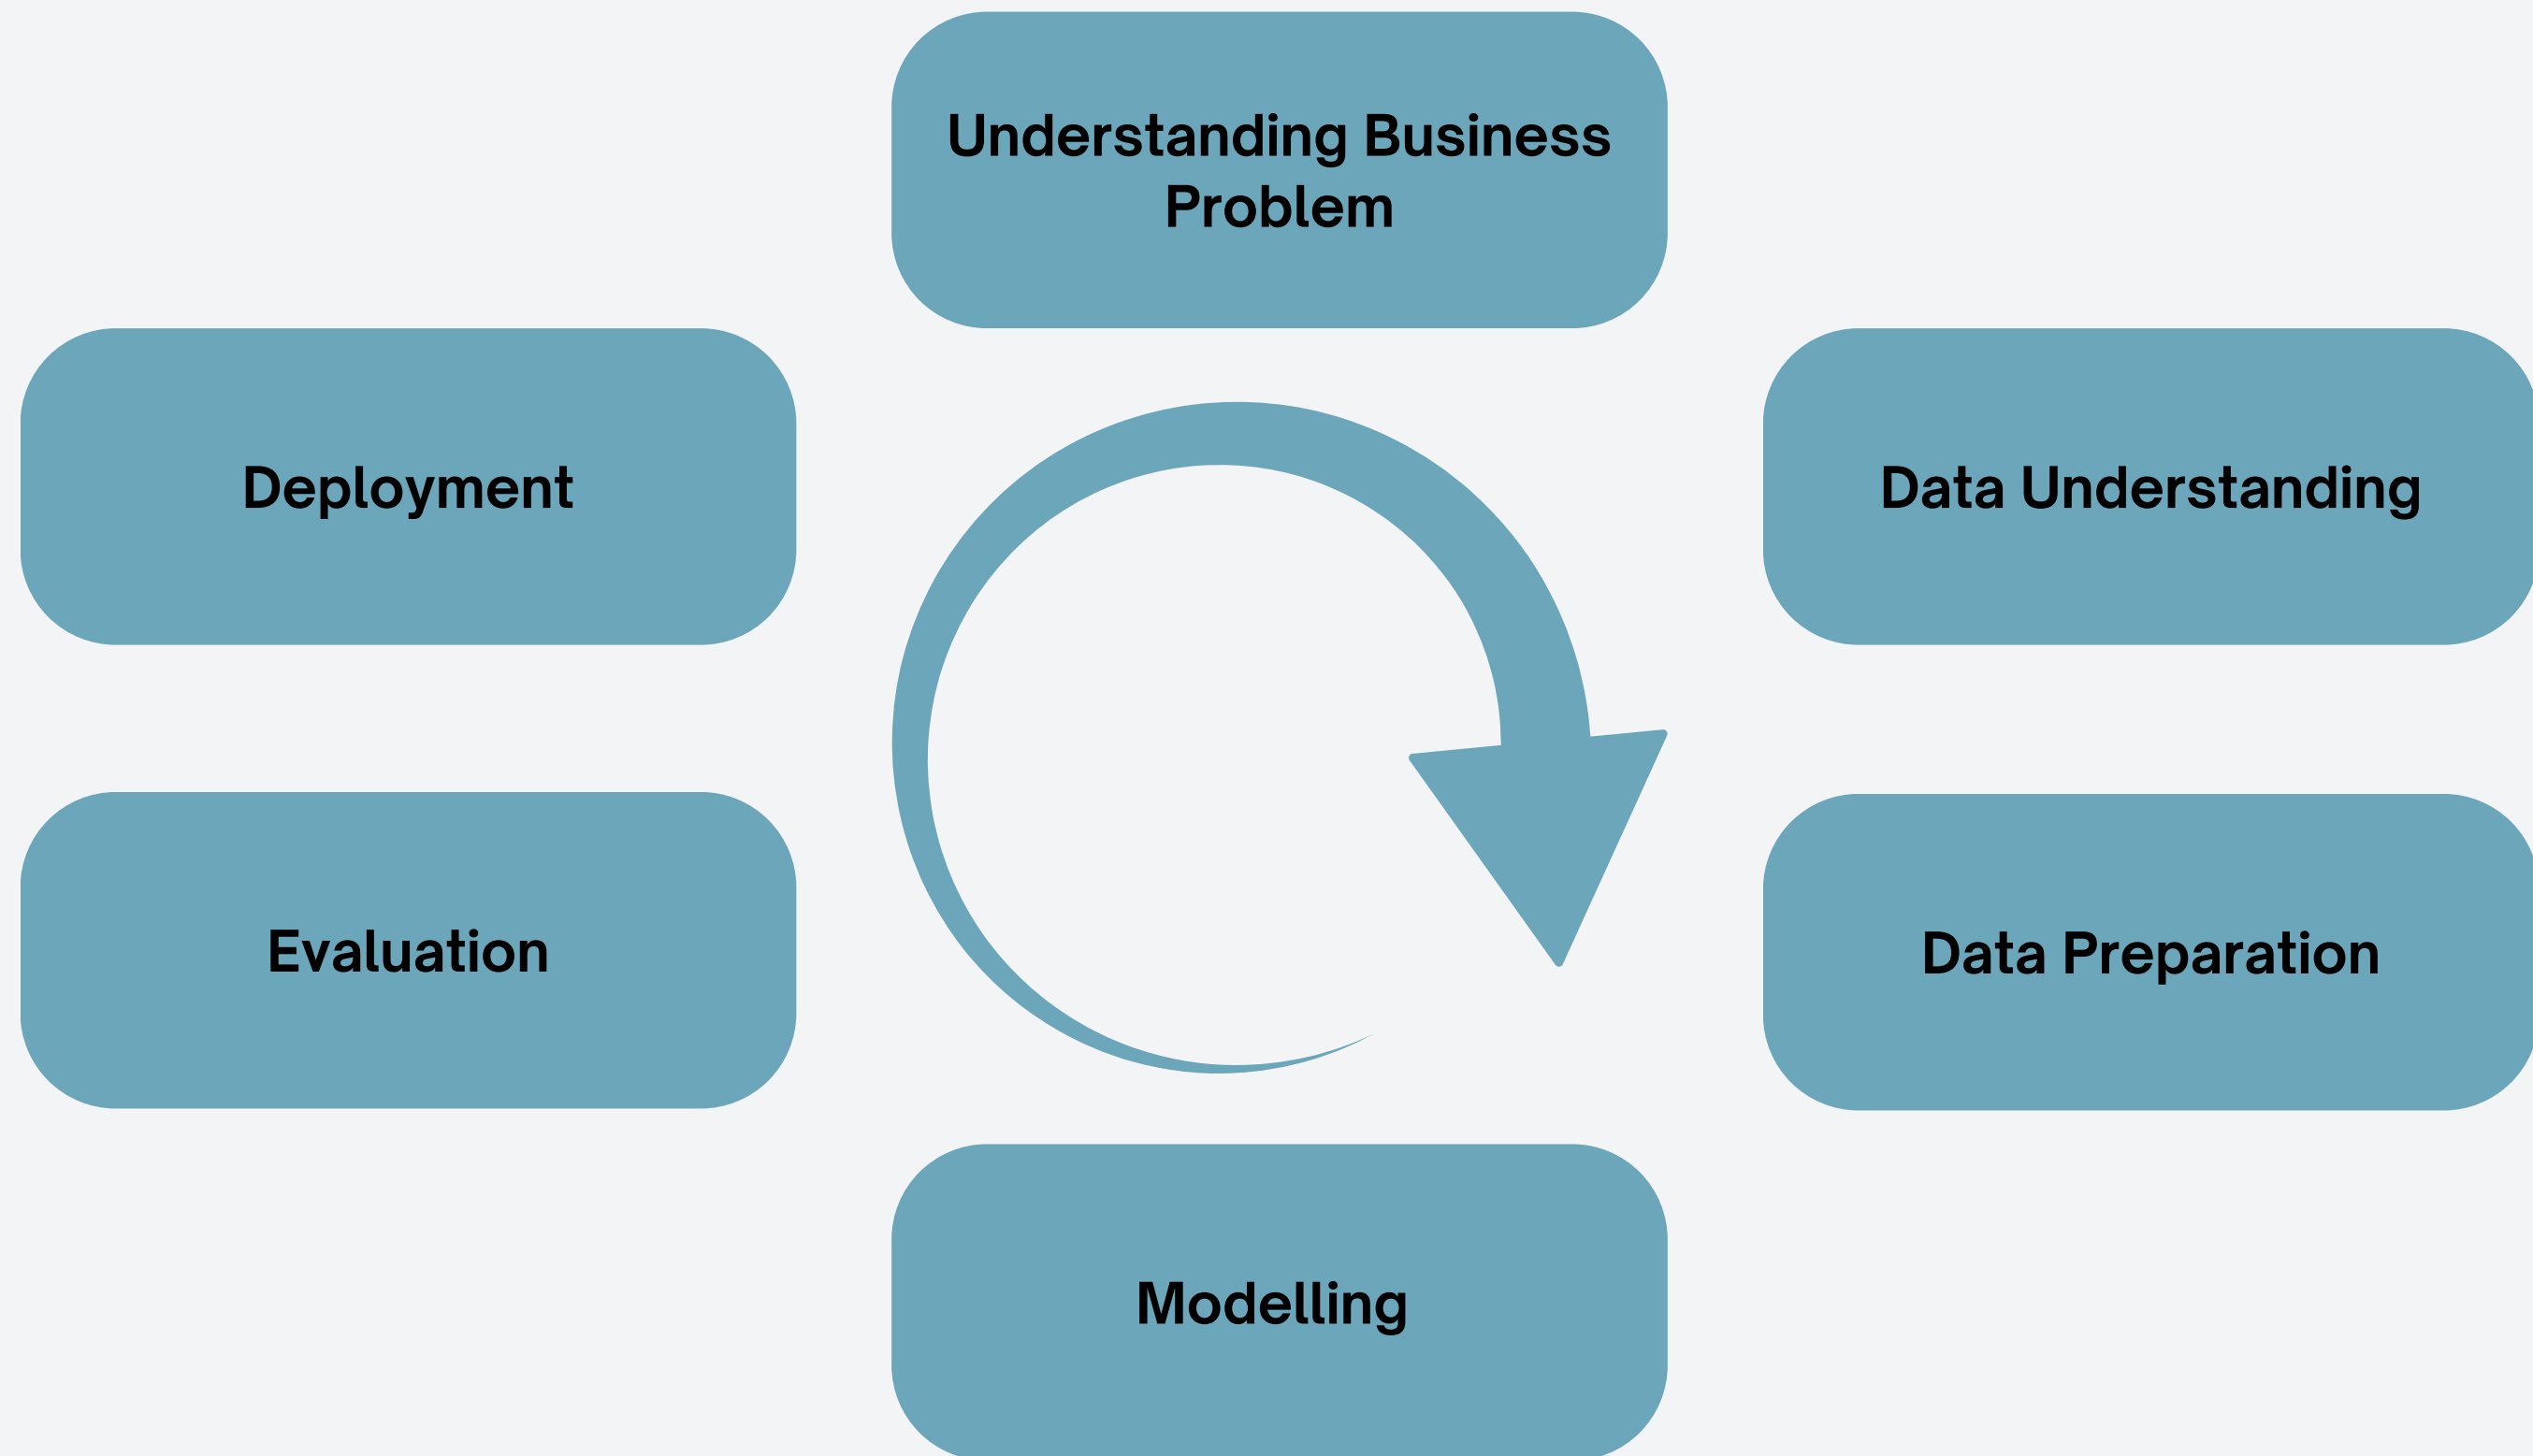 Understanding Business
Problem
Deployment
Data Understanding
Evaluation
Data Preparation
Modelling